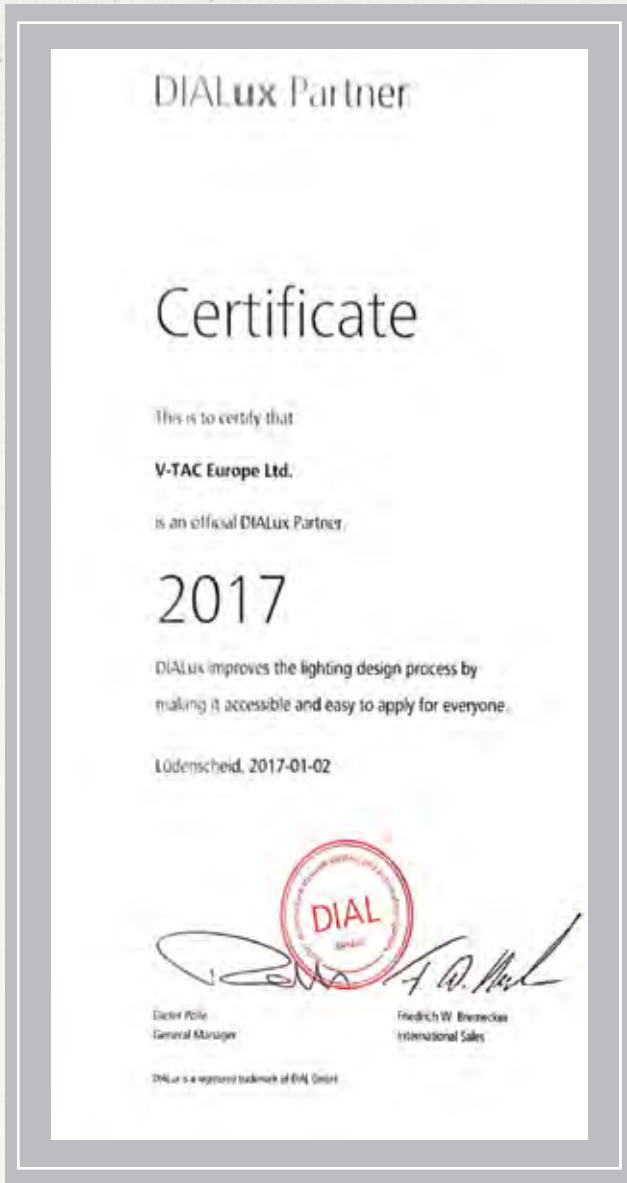 DIALux Partner
Certificate
This is to certify that
V-TAC Europe Ltd.
is an official DIALux Partner.
2017
DIALux improves the lighting design process by
making it accessible and easy to apply for everyone.
Lüdenscheid, 2017-01-02
DIAL
GmbH
Dieter Polle
General Manager
Friedrich W. Bremecker
International Sales
DIALux is a registered trademark of DIAL GmbH